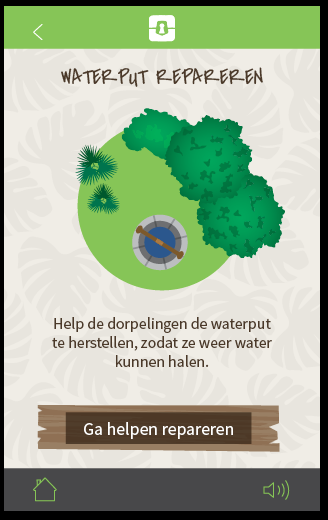 WATERPUT REPAREREN
Help de dorpelingen de waterput
te herstellen, zodat ze weer water
kunnen halen.
Ga helpen repareren